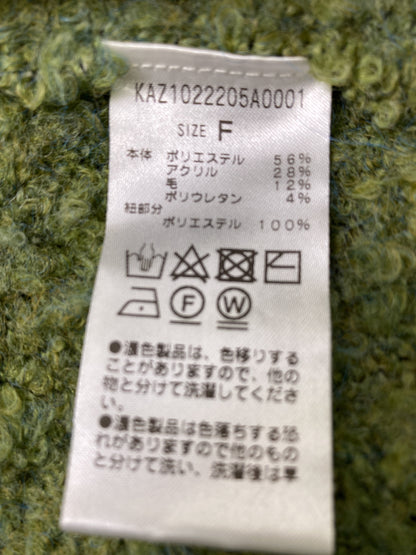 KAZ1022205A0001
SIZE F
本体 ポリエステル 56%
アクリル 28%
毛 12%
ポリウレタン 4%
紐部分
ポリエステル 100%
F W
●濃色製品は、色移りする
ことがありますので、他の
物と分けて洗濯してくださ
い。
●濃色製品は色落ちする恐
れがありますので他の物
と分けて洗い、洗濯後は早